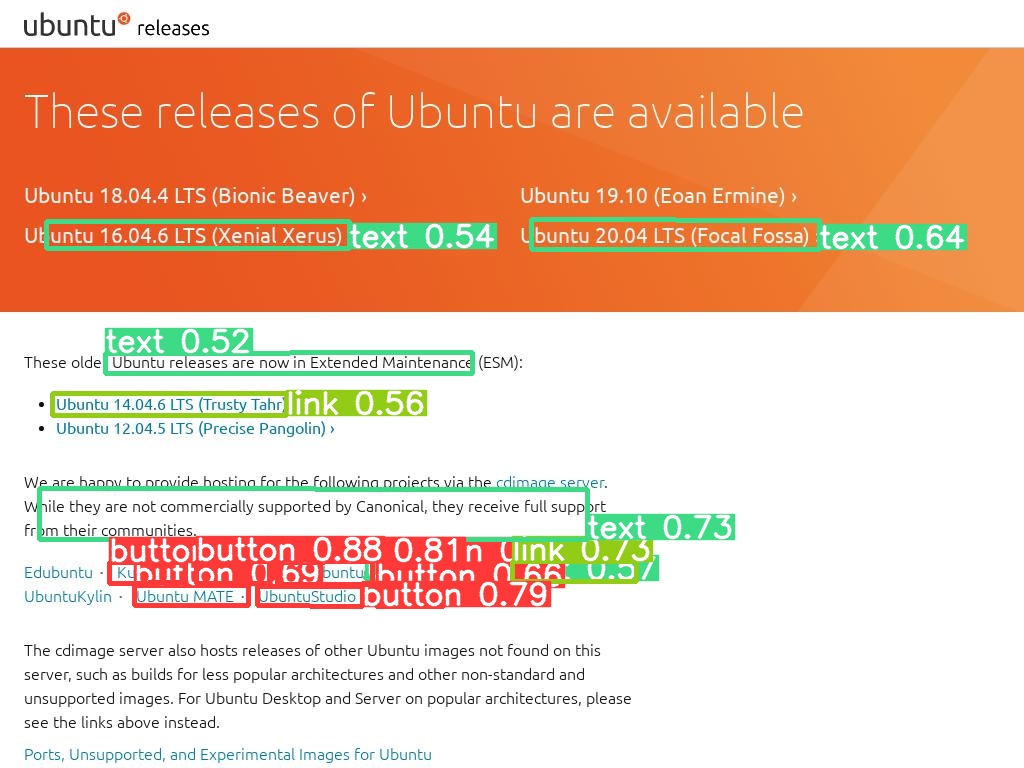 ubuntu releases
These releases of Ubuntu are available
Ubuntu 18.04.4 LTS (Bionic Beaver) › Ubuntu 19.10 (Eoan Ermine) ›
Ubuntu 16.04.6 LTS (Xenial Xerus) text 0.54 Ubuntu 20.04 LTS (Focal Fossa) text 0.64
text 0.52
These olde Ubuntu releases are now in Extended Maintenance (ESM):
Ubuntu 14.04.6 LTS (Trusty Tahr) link 0.56
Ubuntu 12.04.5 LTS (Precise Pangolin) ›
We are happy to provide hosting for the following projects via the cdimage server.
While they are not commercially supported by Canonical, they receive full support
from their communities. text 0.73
button 0.88 0.81 link 0.73
Edubuntu · button 0.69 button 0.66 0.57
UbuntuKylin · Ubuntu MATE · UbuntuStudio button 0.79
The cdimage server also hosts releases of other Ubuntu images not found on this
server, such as builds for less popular architectures and other non-standard and
unsupported images. For Ubuntu Desktop and Server on popular architectures, please
see the links above instead.
Ports, Unsupported, and Experimental Images for Ubuntu